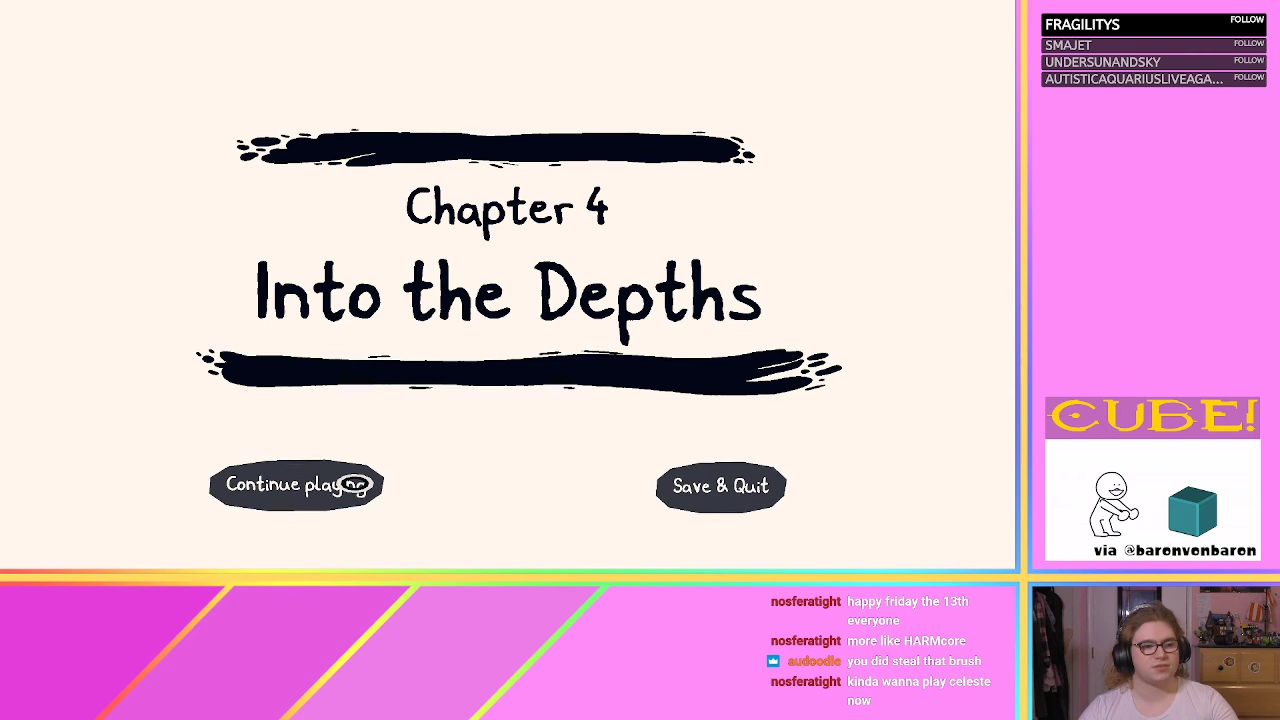 Chapter 4
Into the Depths
Continue playing
Save & Quit
FRAGILITYS FOLLOW
SMAJET FOLLOW
UNDERSUNANDSKY FOLLOW
AUTISTICAQUARIUSLIVEAGA... FOLLOW
CUBE!
via @baronvonbaron
nosferatight happy friday the 13th
everyone
nosferatight more like HARMcore
audoodle you did steal that brush
nosferatight kinda wanna play celeste
now